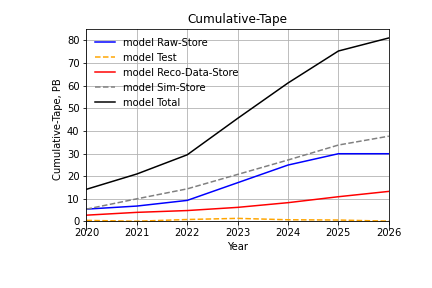 Cumulative-Tape
Cumulative-Tape, PB
80
70
60
50
40
30
20
10
0
model Raw-Store
model Test
model Reco-Data-Store
model Sim-Store
model Total
2020 2021 2022 2023 2024 2025 2026
Year